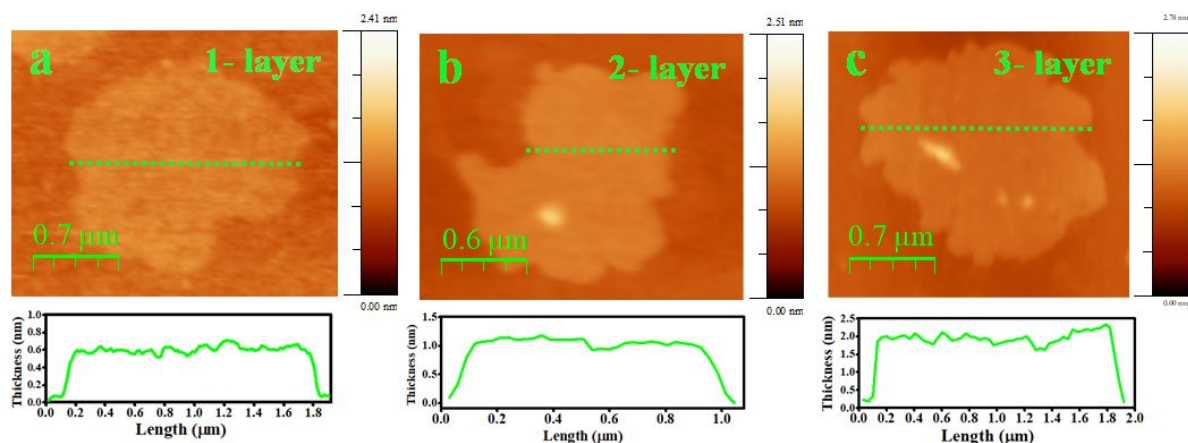 2.41 nm
a
1- layer
0.7 µm
0.00 nm
Thickness (nm)
1.0
0.8
0.6
0.4
0.2
0.0
0.0 0.2 0.4 0.6 0.8 1.0 1.2 1.4 1.6 1.8
Length (µm)
2.51 nm
b
2- layer
0.6 µm
0.00 nm
Thickness (nm)
1.5
1.0
0.5
0.0
0.0 0.2 0.4 0.6 0.8 1.0
Length (µm)
2.78 nm
c
3- layer
0.7 µm
0.00 nm
Thickness (nm)
2.5
2.0
1.5
1.0
0.5
0.0
0.0 0.2 0.4 0.6 0.8 1.0 1.2 1.4 1.6 1.8 2.0
Length (µm)